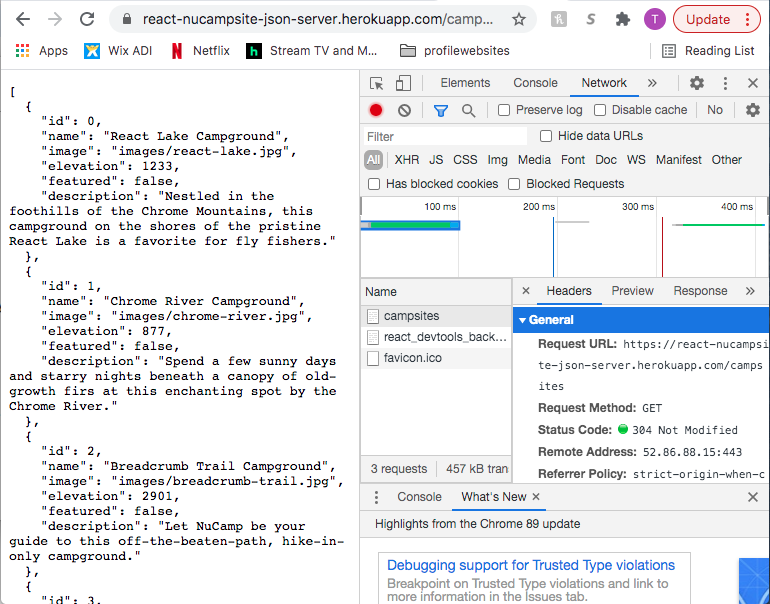 react-nucampsite-json-server.herokuapp.com/camp...
T
Update
Apps
Wix ADI
Netflix
Stream TV and M...
profilewebsites
Reading List
[
{
"id": 0,
"name": "React Lake Campground",
"image": "images/react-lake.jpg",
"elevation": 1233,
"featured": false,
"description": "Nestled in the
foothills of the Chrome Mountains, this
campground on the shores of the pristine
React Lake is a favorite for fly fishers."
},
{
"id": 1,
"name": "Chrome River Campground",
"image": "images/chrome-river.jpg",
"elevation": 877,
"featured": false,
"description": "Spend a few sunny days
and starry nights beneath a canopy of old-
growth firs at this enchanting spot by the
Chrome River."
},
{
"id": 2,
"name": "Breadcrumb Trail Campground",
"image": "images/breadcrumb-trail.jpg",
"elevation": 2901,
"featured": false,
"description": "Let NuCamp be your
guide to this off-the-beaten-path, hike-in-
only campground."
},
{
"id": 3,
Elements Console Network »
Preserve log Disable cache No
Filter
Hide data URLs
All XHR JS CSS Img Media Font Doc WS Manifest Other
Has blocked cookies Blocked Requests
100 ms 200 ms 300 ms 400 ms
Name
campsites
react_devtools_back...
favicon.ico
3 requests 457 kB tran
× Headers Preview Response »
General
Request URL: https://react-nucampsi
te-json-server.herokuapp.com/camps
ites
Request Method: GET
Status Code: 304 Not Modified
Remote Address: 52.86.88.15:443
Referrer Policy: strict-origin-when-c
Console What's New ×
Highlights from the Chrome 89 update
Debugging support for Trusted Type violations
Breakpoint on Trusted Type violations and link to
more information in the Issues tab.